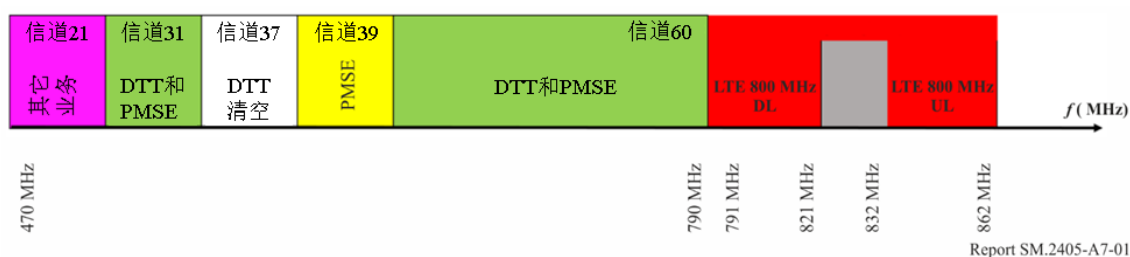 信道21
信道31
信道37
信道39
信道60
其它
业务
DTT和
PMSE
DTT
清空
PMSE
DTT和PMSE
LTE 800 MHz
DL
LTE 800 MHz
UL
f( MHz)
470 MHz
790 MHz
791 MHz
821 MHz
832 MHz
862 MHz
Report SM.2405-A7-01